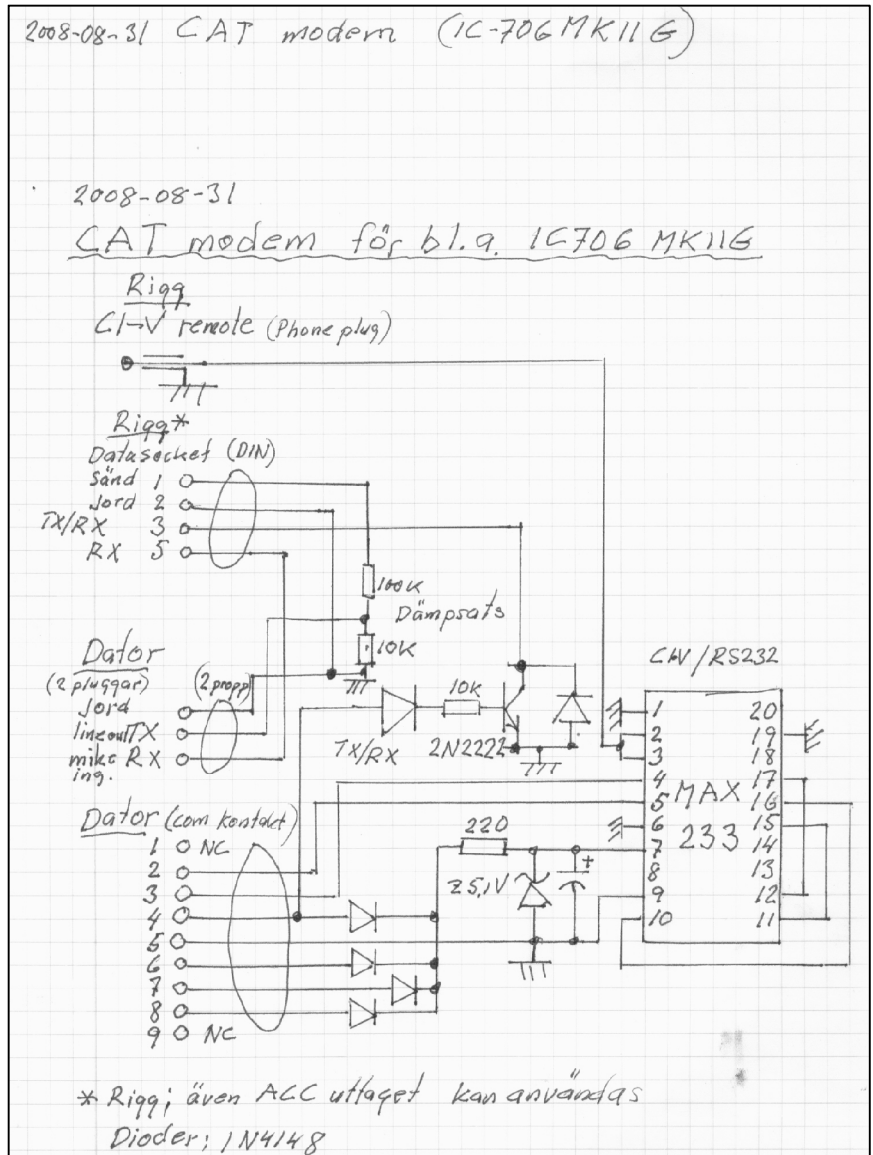 2008-08-31 CAT modem (IC-706 MKIIG)
2008-08-31
CAT modem för bl.a. IC706 MKIIG
Rigg
CI-V remote (Phone plug)
Rigg*
Datasocket (DIN)
Sänd 1
Jord 2
TX/RX 3
RX 5
100K
Dämpsats
10K
Dator
(2 pluggar)
(2 propp)
Jord
lineout TX
mike RX
ing.
10K
TX/RX
2N2222
CIV/RS232
MAX
233
1 20
2 19
3 18
4 17
5 16
6 15
7 14
8 13
9 12
10 11
Dator (com kontakt)
1 NC
2
3
4
5
6
7
8
9 NC
220
Z5,1V
+
* Rigg; även ACC uttaget kan användas
Dioder; 1N4148